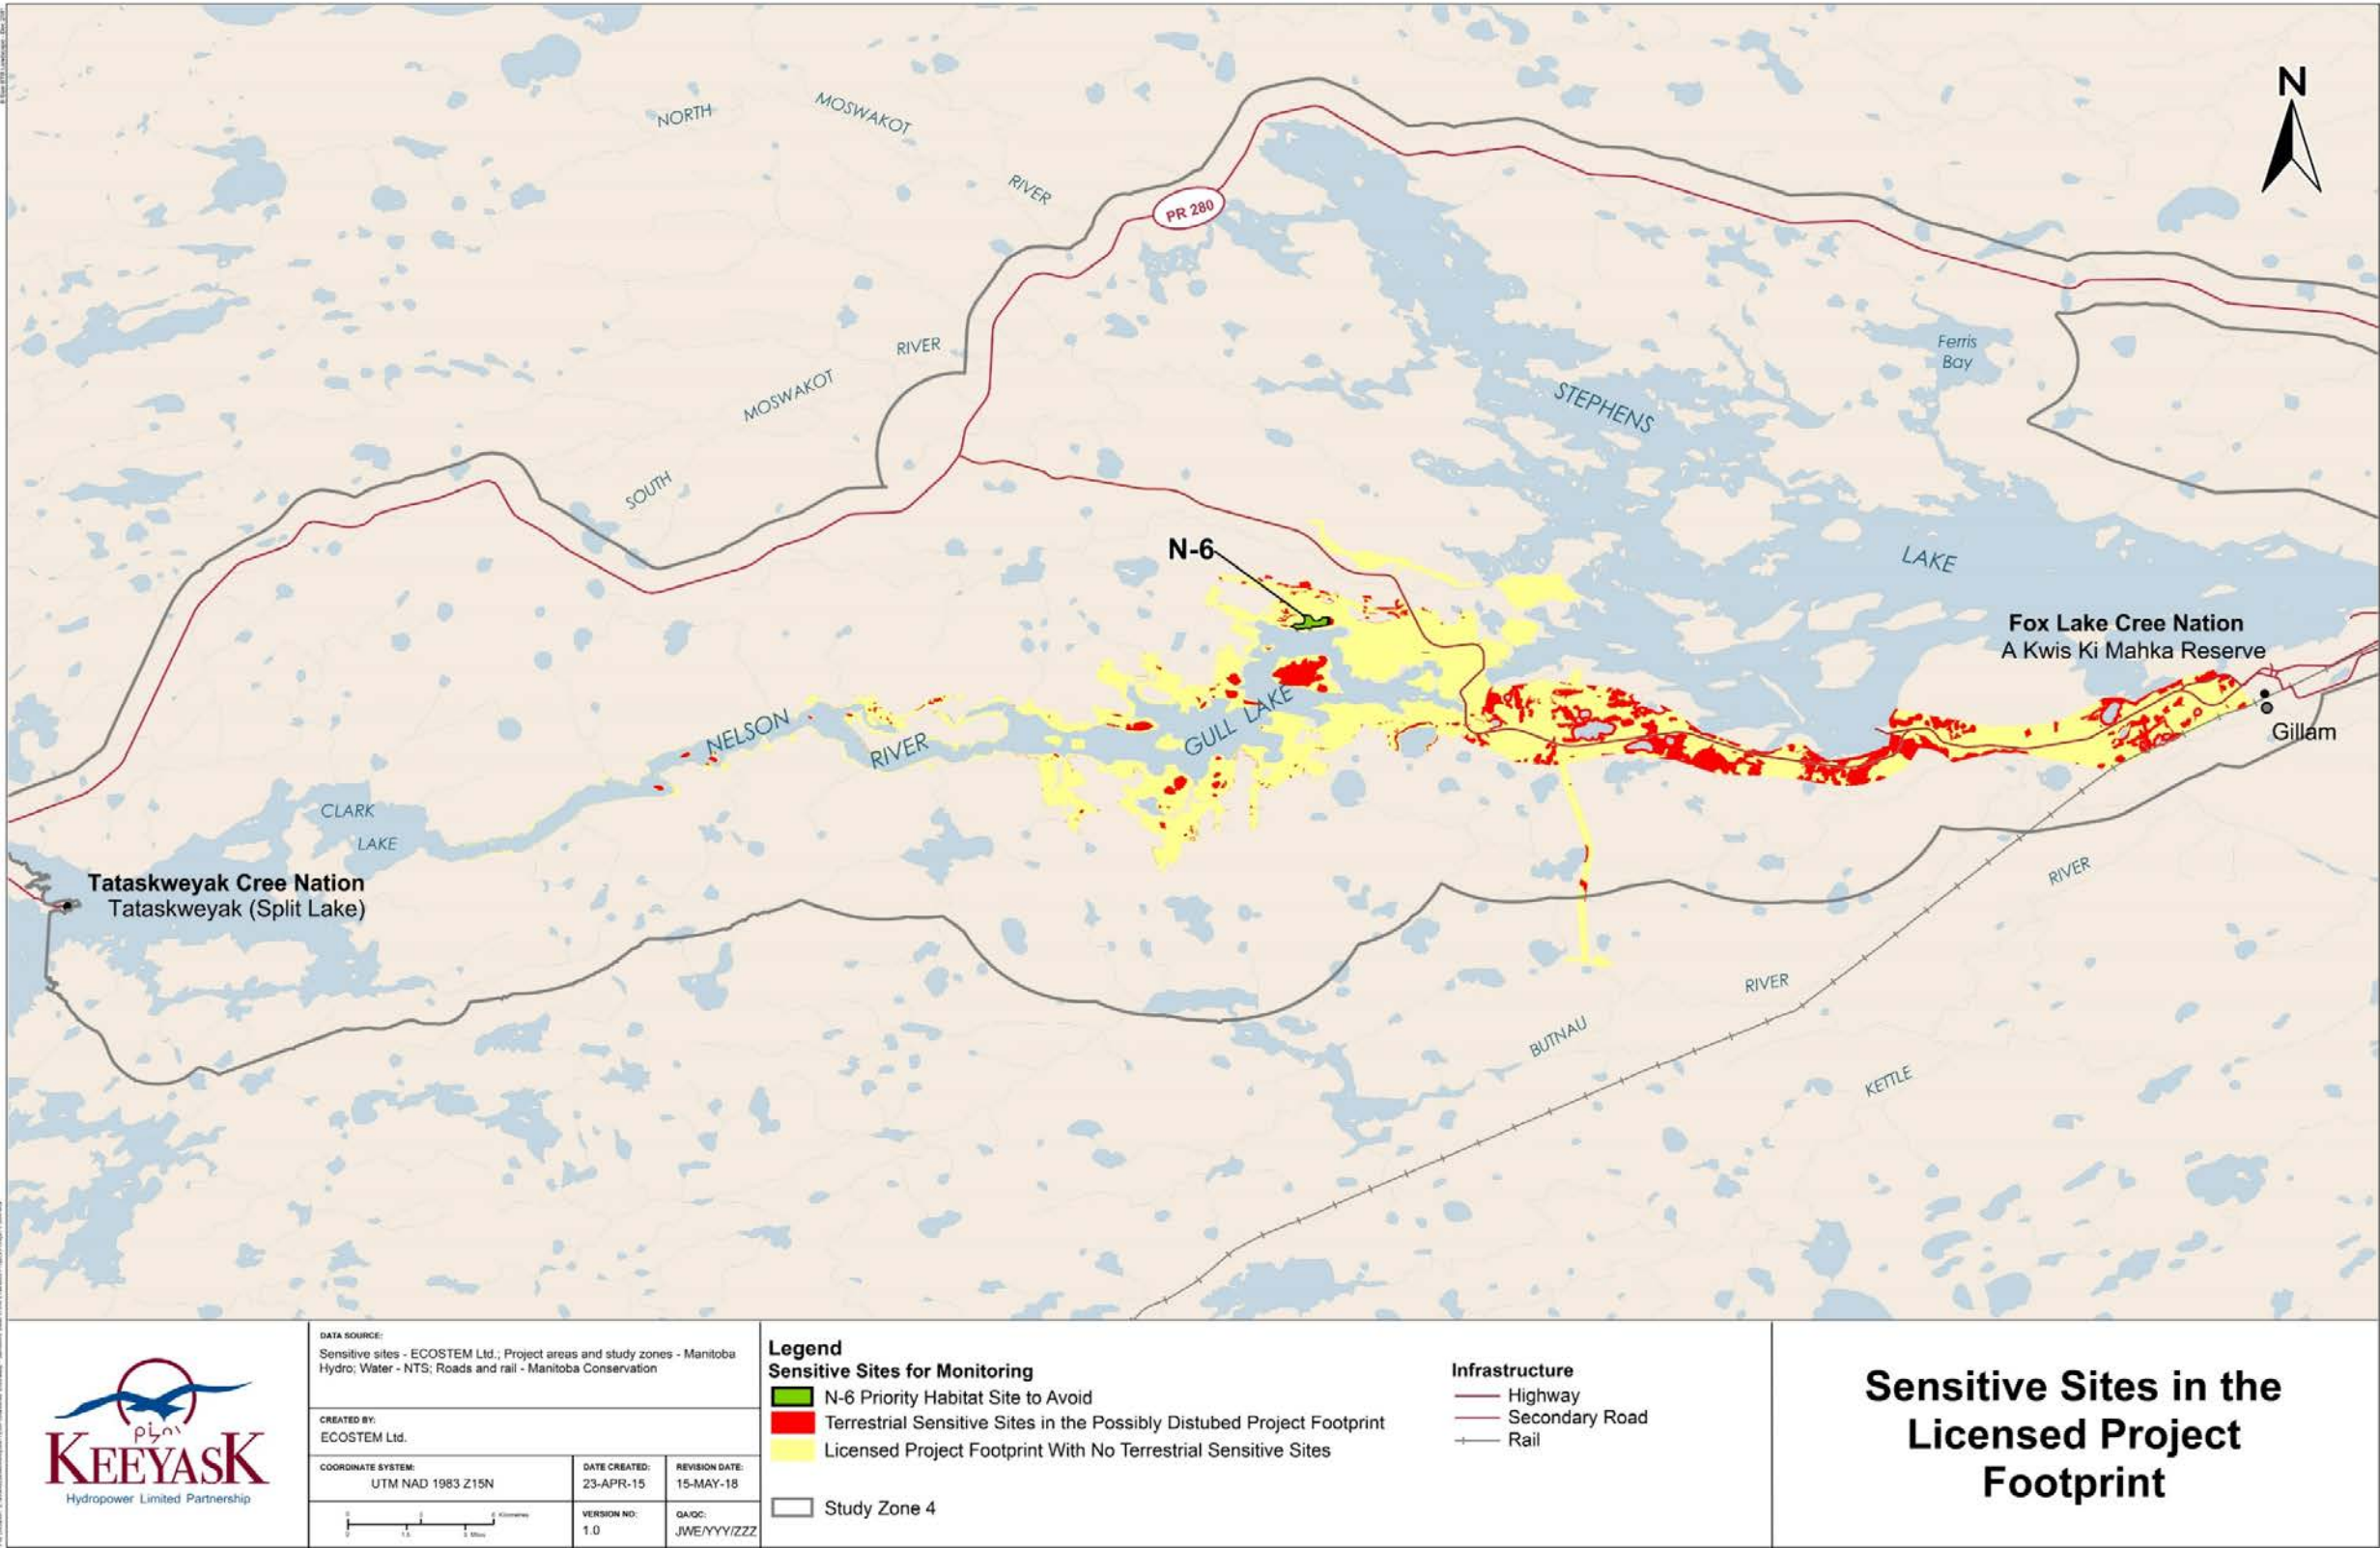 N
NORTH
MOSWAKOT
RIVER
PR 280
RIVER
MOSWAKOT
SOUTH
Ferris
Bay
STEPHENS
LAKE
N-6
Fox Lake Cree Nation
A Kwis Ki Mahka Reserve
Gillam
GULL LAKE
NELSON
RIVER
CLARK
LAKE
Tataskweyak Cree Nation
Tataskweyak (Split Lake)
RIVER
RIVER
BUTNAU
KETTLE
ᑭᔭᐢᐠ
KEEYASK
Hydropower Limited Partnership
DATA SOURCE:
Sensitive sites - ECOSTEM Ltd.; Project areas and study zones - Manitoba
Hydro; Water - NTS; Roads and rail - Manitoba Conservation
CREATED BY:
ECOSTEM Ltd.
COORDINATE SYSTEM:
UTM NAD 1983 Z15N
DATE CREATED:
23-APR-15
REVISION DATE:
15-MAY-18
VERSION NO:
1.0
QA/QC:
JWE/YYY/ZZZ
Legend
Sensitive Sites for Monitoring
N-6 Priority Habitat Site to Avoid
Terrestrial Sensitive Sites in the Possibly Distubed Project Footprint
Licensed Project Footprint With No Terrestrial Sensitive Sites
Study Zone 4
Infrastructure
Highway
Secondary Road
Rail
Sensitive Sites in the
Licensed Project
Footprint